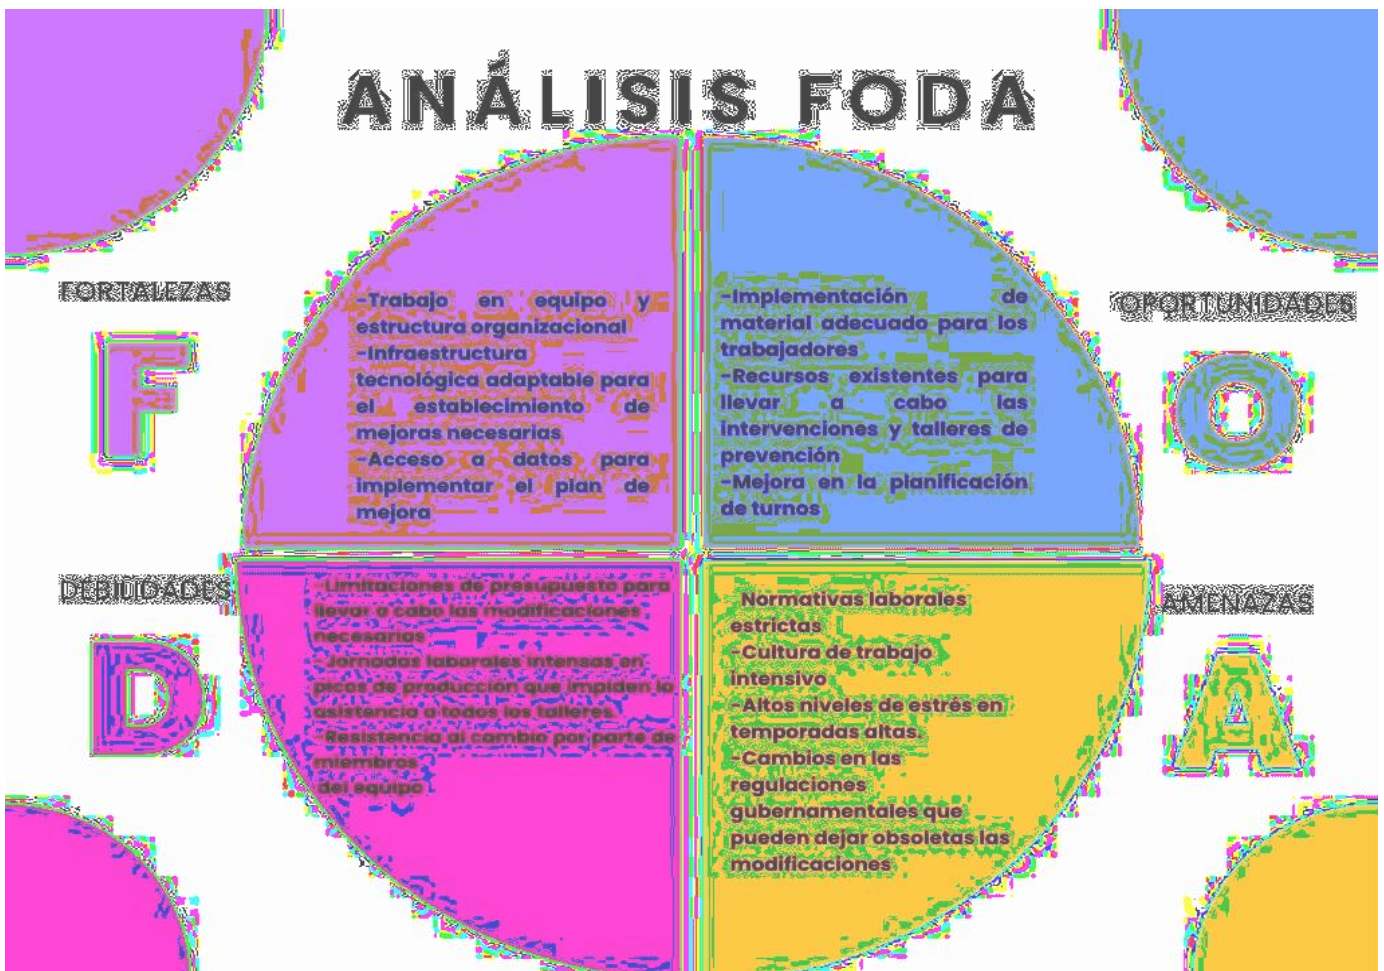 ANÁLISIS FODA
FORTALEZAS
F
-Trabajo en equipo y
estructura organizacional
-Infraestructura
tecnológica adaptable para
el establecimiento de
mejoras necesarias
-Acceso a datos para
implementar el plan de
mejora
OPORTUNIDADES
O
-Implementación de
material adecuado para los
trabajadores
-Recursos existentes para
llevar a cabo las
intervenciones y talleres de
prevención
-Mejora en la planificación
de turnos
DEBILIDADES
D
-Limitaciones de presupuesto para
llevar a cabo las modificaciones
necesarias
-Jornadas laborales intensas en
picos de producción que impiden la
asistencia a todos los talleres.
-Resistencia al cambio por parte de
miembros
del equipo
AMENAZAS
A
Normativas laborales
estrictas
-Cultura de trabajo
intensivo
-Altos niveles de estrés en
temporadas altas.
-Cambios en las
regulaciones
gubernamentales que
pueden dejar obsoletas las
modificaciones